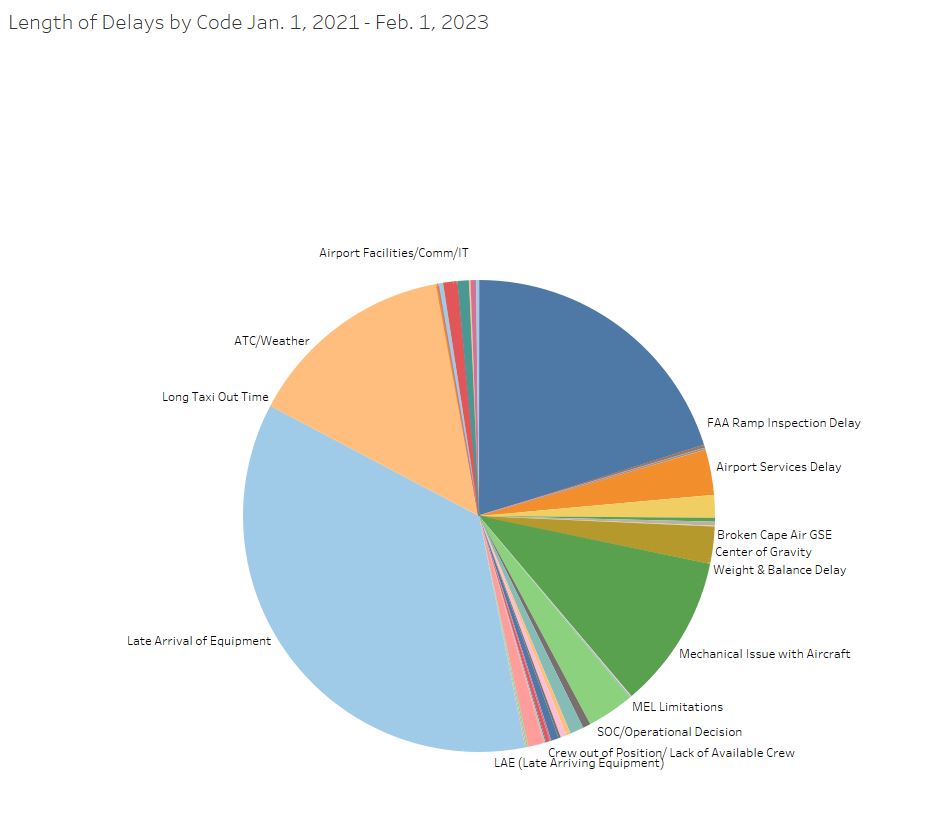 Length of Delays by Code Jan. 1, 2021 - Feb. 1, 2023
Airport Facilities/Comm/IT
ATC/Weather
Long Taxi Out Time
FAA Ramp Inspection Delay
Airport Services Delay
Broken Cape Air GSE
Center of Gravity
Weight & Balance Delay
Late Arrival of Equipment
Mechanical Issue with Aircraft
MEL Limitations
SOC/Operational Decision
Crew out of Position/ Lack of Available Crew
LAE (Late Arriving Equipment)